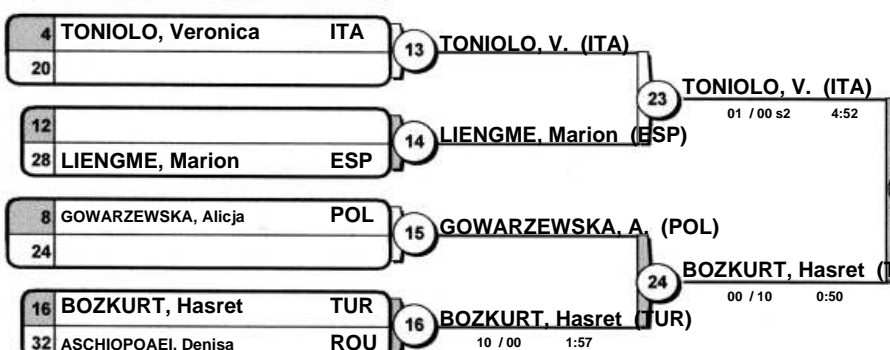 4 TONIOLO, Veronica ITA
20
13 TONIOLO, V. (ITA)
23 TONIOLO, V. (ITA)
01 / 00 s2 4:52
12
28 LIENGME, Marion ESP
14 LIENGME, Marion (ESP)
8 GOWARZEWSKA, Alicja POL
24
15 GOWARZEWSKA, A. (POL)
24 BOZKURT, Hasret (
00 / 10 0:50
16 BOZKURT, Hasret TUR
32 ASCHIOPOAEI, Denisa ROU
16 BOZKURT, Hasret (TUR)
10 / 00 1:57